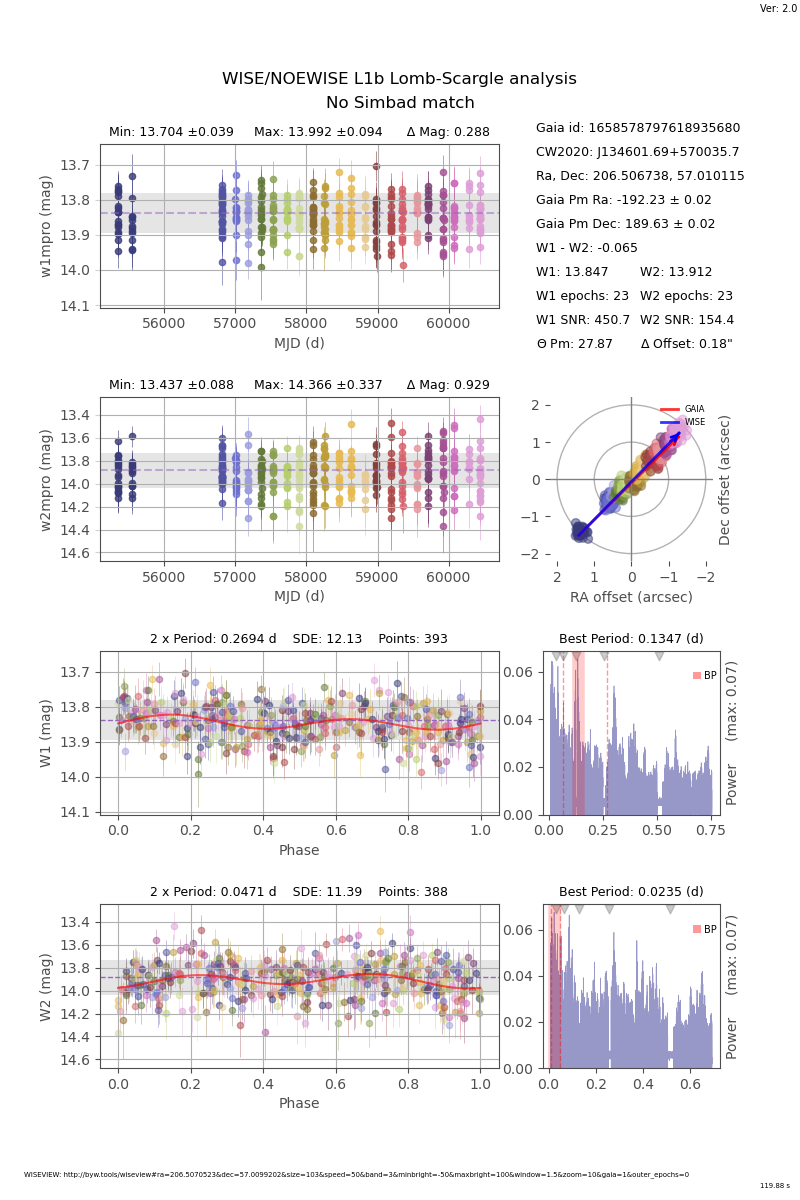 Ver: 2.0
WISE/NOEWISE L1b Lomb-Scargle analysis
No Simbad match
Min: 13.704 ±0.039 Max: 13.992 ±0.094 Δ Mag: 0.288
w1mpro (mag)
13.7
13.8
13.9
14.0
14.1
56000 57000 58000 59000 60000
MJD (d)
Gaia id: 1658578797618935680
CW2020: J134601.69+570035.7
Ra, Dec: 206.506738, 57.010115
Gaia Pm Ra: -192.23 ± 0.02
Gaia Pm Dec: 189.63 ± 0.02
W1 - W2: -0.065
W1: 13.847 W2: 13.912
W1 epochs: 23 W2 epochs: 23
W1 SNR: 450.7 W2 SNR: 154.4
Θ Pm: 27.87 Δ Offset: 0.18"
Min: 13.437 ±0.088 Max: 14.366 ±0.337 Δ Mag: 0.929
w2mpro (mag)
13.4
13.6
13.8
14.0
14.2
14.4
14.6
56000 57000 58000 59000 60000
MJD (d)
GAIA
WISE
2
1
0
−1
−2
2 1 0 −1 −2
RA offset (arcsec)
Dec offset (arcsec)
2 x Period: 0.2694 d SDE: 12.13 Points: 393
W1 (mag)
13.7
13.8
13.9
14.0
14.1
0.0 0.2 0.4 0.6 0.8 1.0
Phase
Best Period: 0.1347 (d)
BP
0.06
0.04
0.02
0.00
0.00 0.25 0.50 0.75
Power (max: 0.07)
2 x Period: 0.0471 d SDE: 11.39 Points: 388
W2 (mag)
13.4
13.6
13.8
14.0
14.2
14.4
14.6
0.0 0.2 0.4 0.6 0.8 1.0
Phase
Best Period: 0.0235 (d)
BP
0.06
0.04
0.02
0.00
0.0 0.2 0.4 0.6
Power (max: 0.07)
WISEVIEW: http://byw.tools/wiseview#ra=206.5070523&dec=57.0099202&size=103&speed=50&band=3&minbright=-50&maxbright=100&window=1.5&zoom=10&gaia=1&outer_epochs=0
119.88 s